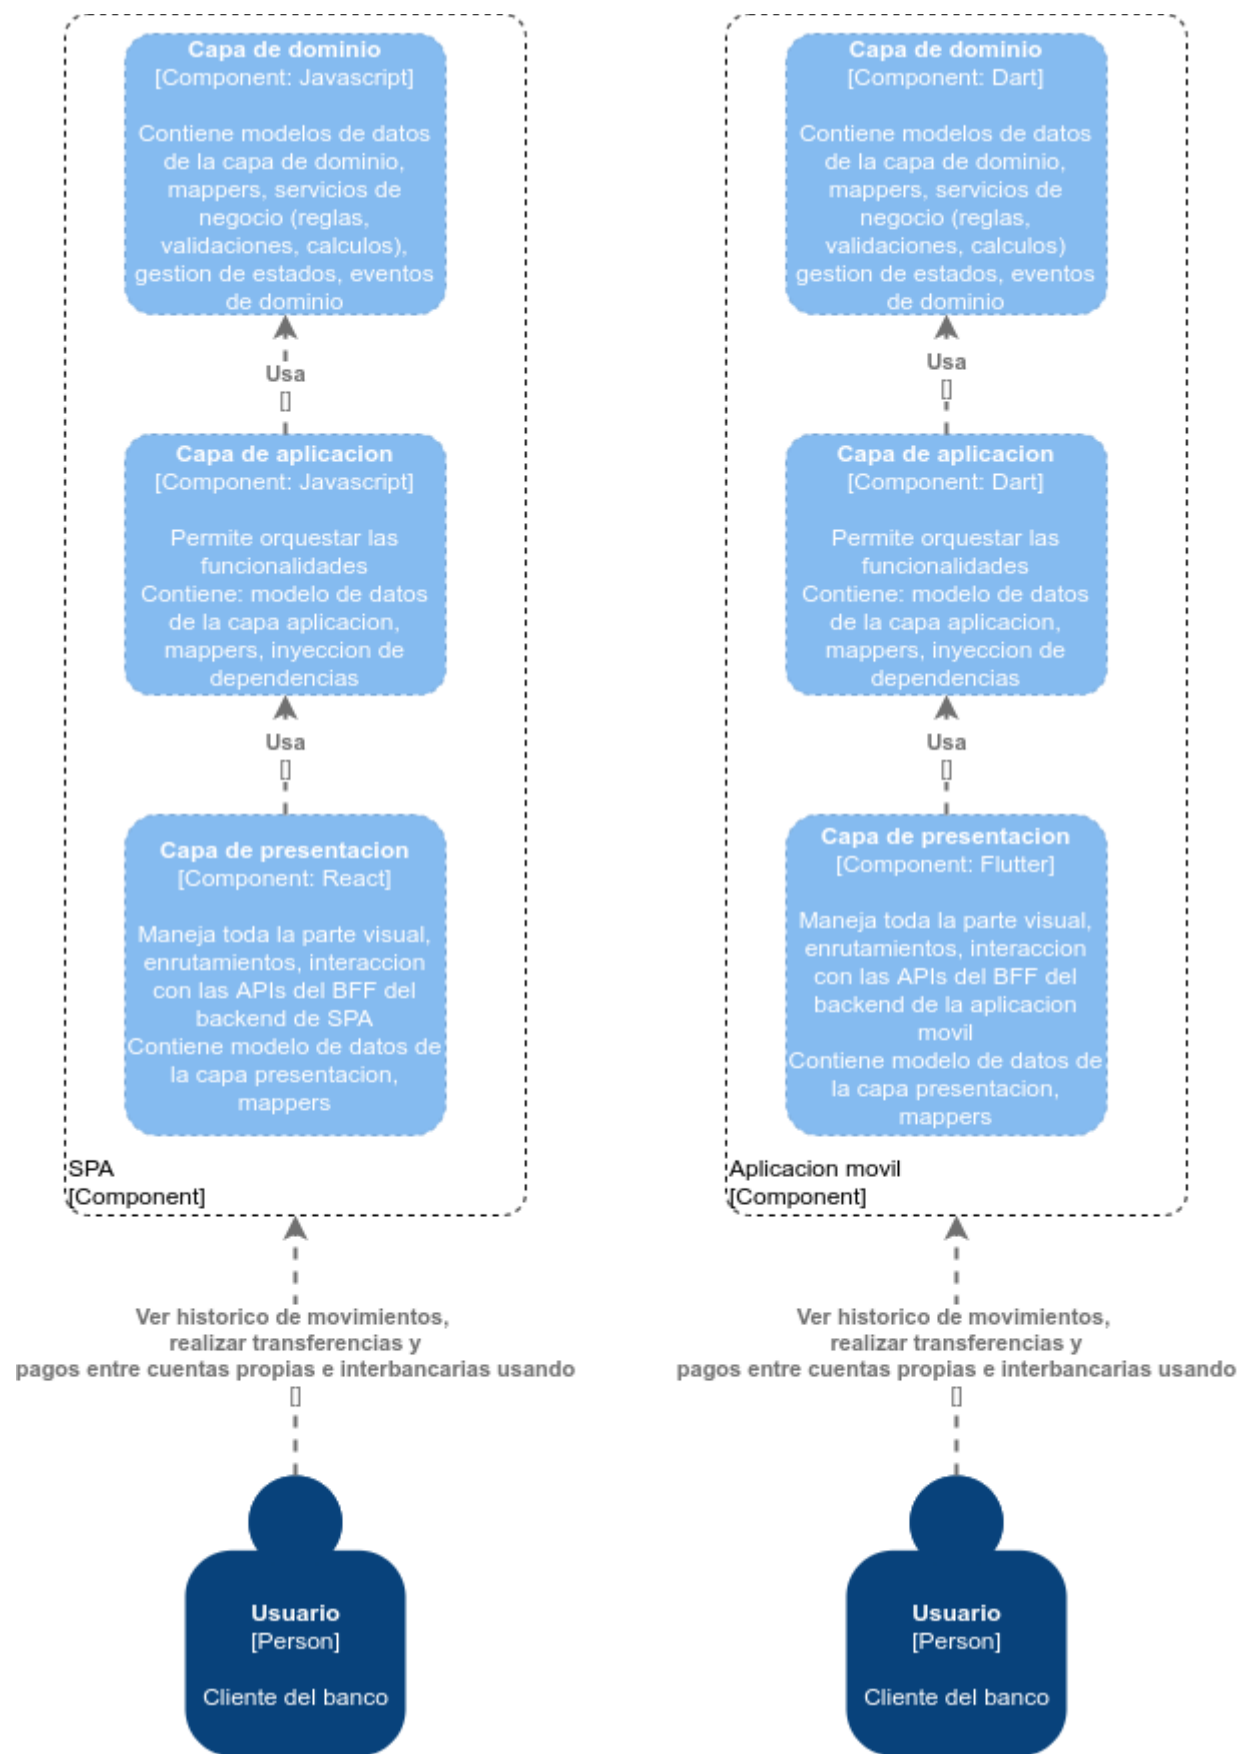 Capa de dominio
[Component: Javascript]
Contiene modelos de datos
de la capa de dominio,
mappers, servicios de
negocio (reglas,
validaciones, calculos),
gestion de estados, eventos
de dominio
Usa
[]
Capa de aplicacion
[Component: Javascript]
Permite orquestar las
funcionalidades
Contiene: modelo de datos
de la capa aplicacion,
mappers, inyeccion de
dependencias
Usa
[]
Capa de presentacion
[Component: React]
Maneja toda la parte visual,
enrutamientos, interaccion
con las APIs del BFF del
backend de SPA
Contiene modelo de datos de
la capa presentacion,
mappers
SPA
[Component]
Ver historico de movimientos,
realizar transferencias y
pagos entre cuentas propias e interbancarias usando
[]
Usuario
[Person]
Cliente del banco
Capa de dominio
[Component: Dart]
Contiene modelos de datos
de la capa de dominio,
mappers, servicios de
negocio (reglas,
validaciones, calculos)
gestion de estados, eventos
de dominio
Usa
[]
Capa de aplicacion
[Component: Dart]
Permite orquestar las
funcionalidades
Contiene: modelo de datos
de la capa aplicacion,
mappers, inyeccion de
dependencias
Usa
[]
Capa de presentacion
[Component: Flutter]
Maneja toda la parte visual,
enrutamientos, interaccion
con las APIs del BFF del
backend de la aplicacion
movil
Contiene modelo de datos de
la capa presentacion,
mappers
Aplicacion movil
[Component]
Ver historico de movimientos,
realizar transferencias y
pagos entre cuentas propias e interbancarias usando
[]
Usuario
[Person]
Cliente del banco